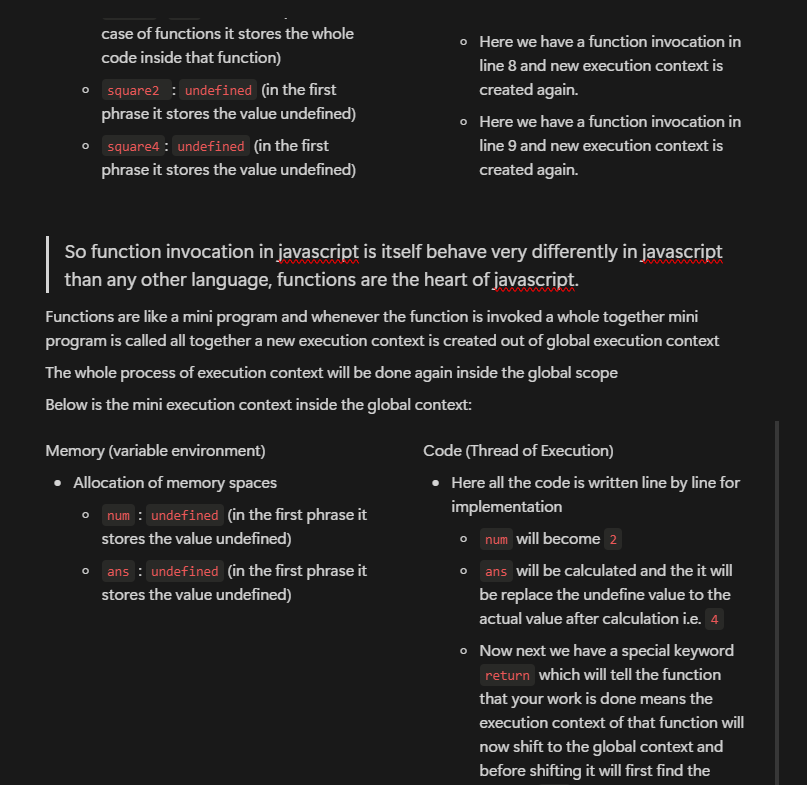 case of functions it stores the whole
code inside that function)
square2 : undefined (in the first
phrase it stores the value undefined)
square4 : undefined (in the first
phrase it stores the value undefined)
Here we have a function invocation in
line 8 and new execution context is
created again.
Here we have a function invocation in
line 9 and new execution context is
created again.
So function invocation in javascript is itself behave very differently in javascript
than any other language, functions are the heart of javascript.
Functions are like a mini program and whenever the function is invoked a whole together mini
program is called all together a new execution context is created out of global execution context
The whole process of execution context will be done again inside the global scope
Below is the mini execution context inside the global context:
Memory (variable environment)
Allocation of memory spaces
num : undefined (in the first phrase it
stores the value undefined)
ans : undefined (in the first phrase it
stores the value undefined)
Code (Thread of Execution)
Here all the code is written line by line for
implementation
num will become 2
ans will be calculated and the it will
be replace the undefine value to the
actual value after calculation i.e. 4
Now next we have a special keyword
return which will tell the function
that your work is done means the
execution context of that function will
now shift to the global context and
before shifting it will first find the